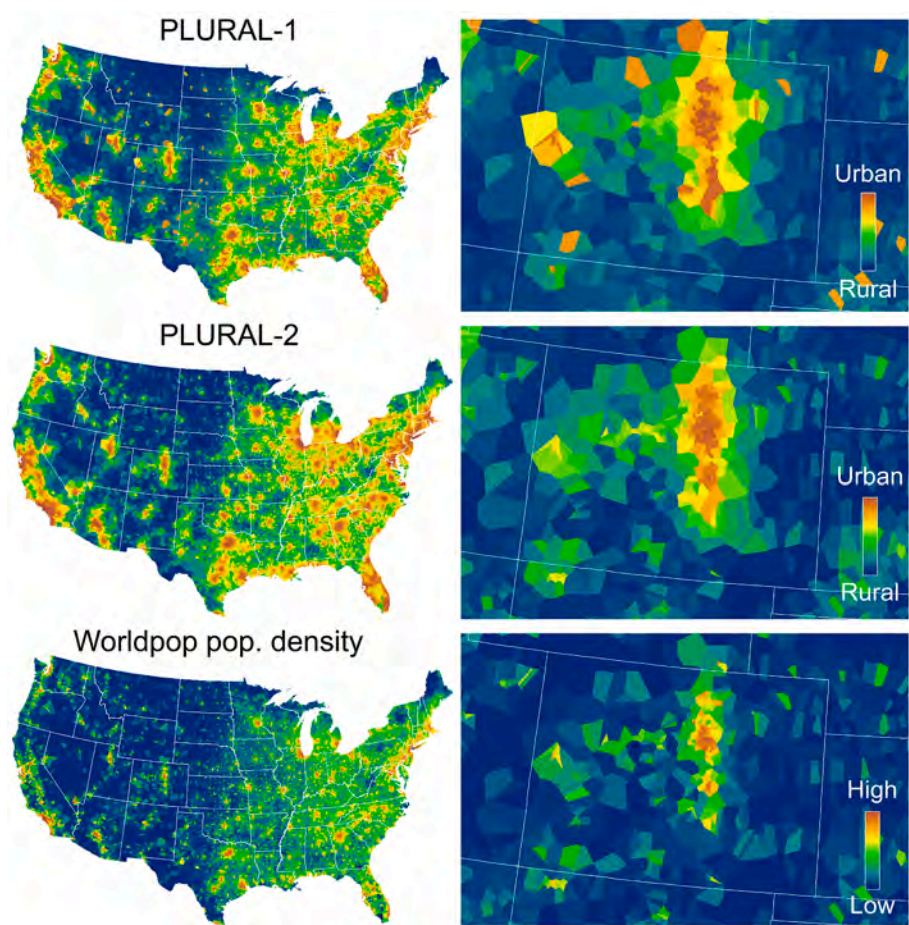 PLURAL-1
Urban
Rural
PLURAL-2
Urban
Rural
Worldpop pop. density
High
Low